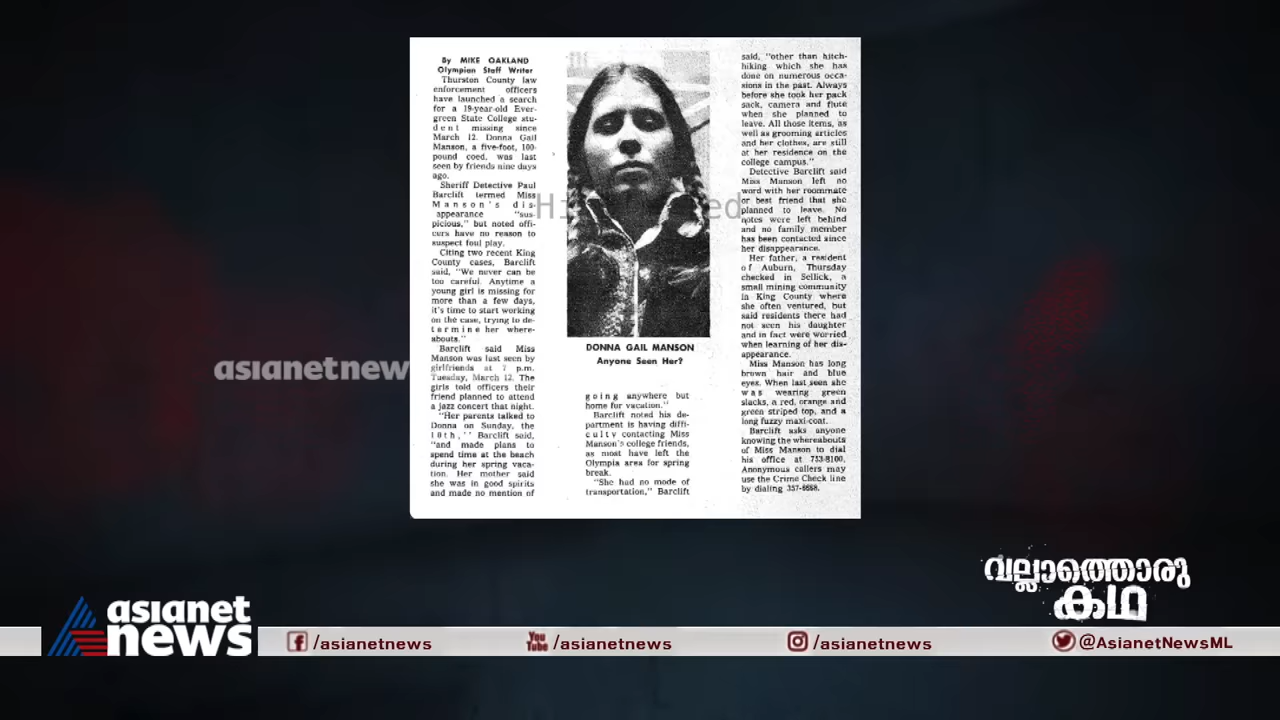 By MIKE OAKLAND
Olympian Staff Writer
Thurston County law
enforcement officers
have launched a search
for a 19-year-old Ever-
green State College stu-
dent missing since
March 12. Donna Gail
Manson, a five-foot, 100-
pound coed, was last
seen by friends nine days
ago.
Sheriff Detective Paul
Barclift termed Miss
Manson's dis-
appearance "sus-
picious," but noted offi-
cers have no reason to
suspect foul play.
Citing two recent King
County cases, Barclift
said, "We never can be
too careful. Anytime a
young girl is missing for
more than a few days,
it's time to start working
on the case, trying to de-
termine her where-
abouts."
Barclift said Miss
Manson was last seen by
girlfriends at 7 p.m.
Tuesday, March 12. The
girls told officers their
friend planned to attend
a jazz concert that night.
"Her parents talked to
Donna on Sunday, the
10th,'' Barclift said,
"and made plans to
spend time at the beach
during her spring vaca-
tion. Her mother said
she was in good spirits
and made no mention of
DONNA GAIL MANSON
Anyone Seen Her?
going anywhere but
home fur vacation."
Barclift noted his de-
partment is having diffi-
culty contacting Miss
Manson's college friends,
as most have left the
Olympia area for spring
break.
"She had no mode of
transportation," Barclift
said, "other than hitch-
hiking which she has
done on numerous occa-
sions in the past. Always
before she took her pack
sack, camera and flute
when she planned to
leave. All those items, as
well as grooming articles
and her clothes, are still
at her residence on the
college campus."
Detective Barclift said
Miss Manson left no
word with her roommate
or best friend that she
planned to leave. No
notes were left behind
and no family member
has been contacted since
her disappearance.
Her father, a resident
of Auburn, Thursday
checked in Sellick, a
small mining community
in King County where
she often ventured, but
said residents there had
not seen his daughter
and in fact were worried
when learning of her dis-
appearance.
Miss Manson has long
brown hair and blue
eyes. When last seen she
was wearing green
slacks, a red, orange and
green striped top, and a
long fuzzy maxi-coat.
Barclift asks anyone
knowing the whereabouts
of Miss Manson to dial
his office at 753-8100.
Anonymous callers may
use the Crime Check line
by dialing 357-6668.
asianetnew
വല്ലാത്തൊരു
കഥ
asianet
news
/asianetnews
You Tube /asianetnews
/asianetnews
@AsianetNewsML